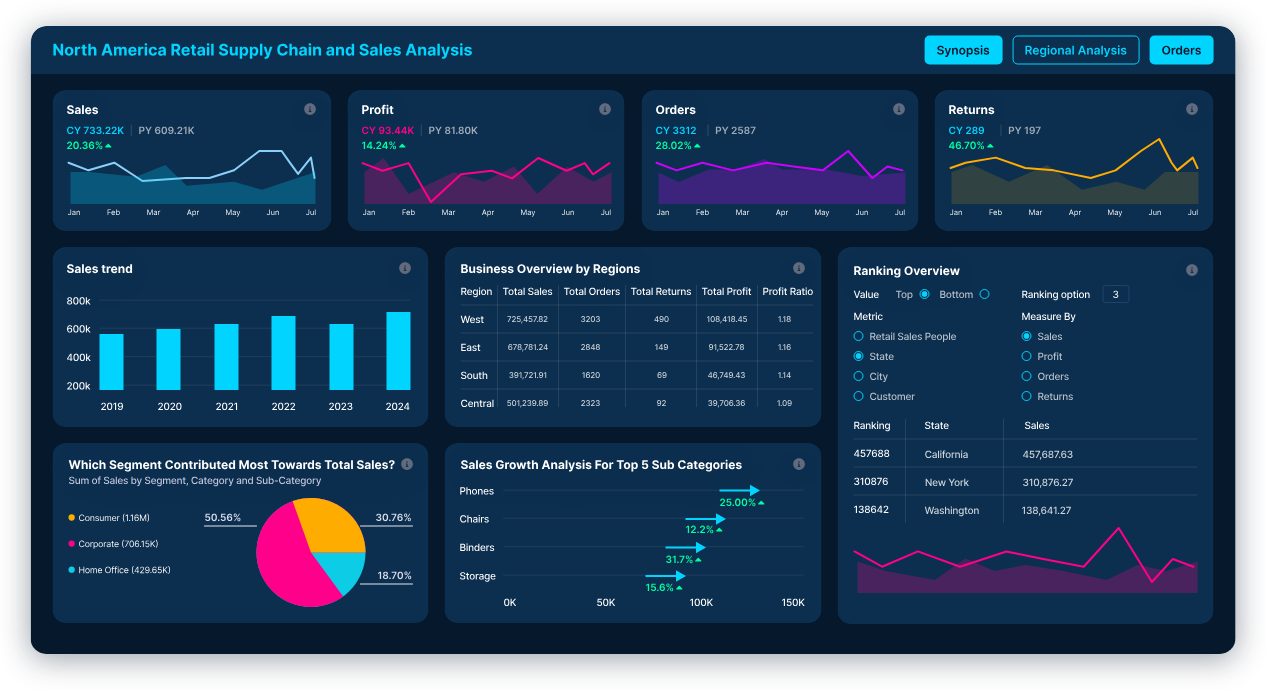 North America Retail Supply Chain and Sales Analysis
Synopsis
Regional Analysis
Orders
Sales
CY 733.22K
PY 609.21K
20.36%
Jan Feb Mar Apr May Jun Jul
Profit
CY 93.44K
PY 81.80K
14.24%
Jan Feb Mar Apr May Jun Jul
Orders
CY 3312
PY 2587
28.02%
Jan Feb Mar Apr May Jun Jul
Returns
CY 289
PY 197
46.70%
Jan Feb Mar Apr May Jun Jul
Sales trend
800k
600k
400k
200k
2019 2020 2021 2022 2023 2024
Business Overview by Regions
Region Total Sales Total Orders Total Returns Total Profit Profit Ratio
West 725,457.82 3203 490 108,418.45 1.18
East 678,781.24 2848 149 91,522.78 1.16
South 391,721.91 1620 69 46,749.43 1.14
Central 501,239.89 2323 92 39,706.36 1.09
Ranking Overview
Value Top Bottom
Ranking option 3
Metric
Retail Sales People
State
City
Customer
Measure By
Sales
Profit
Orders
Returns
Ranking State Sales
457688 California 457,687.63
310876 New York 310,876.27
138642 Washington 138,641.27
Which Segment Contributed Most Towards Total Sales?
Sum of Sales by Segment, Category and Sub-Category
Consumer (1.16M)
Corporate (706.15K)
Home Office (429.65K)
50.56%
30.76%
18.70%
Sales Growth Analysis For Top 5 Sub Categories
Phones
25.00%
Chairs
12.2%
Binders
31.7%
Storage
15.6%
0K 50K 100K 150K